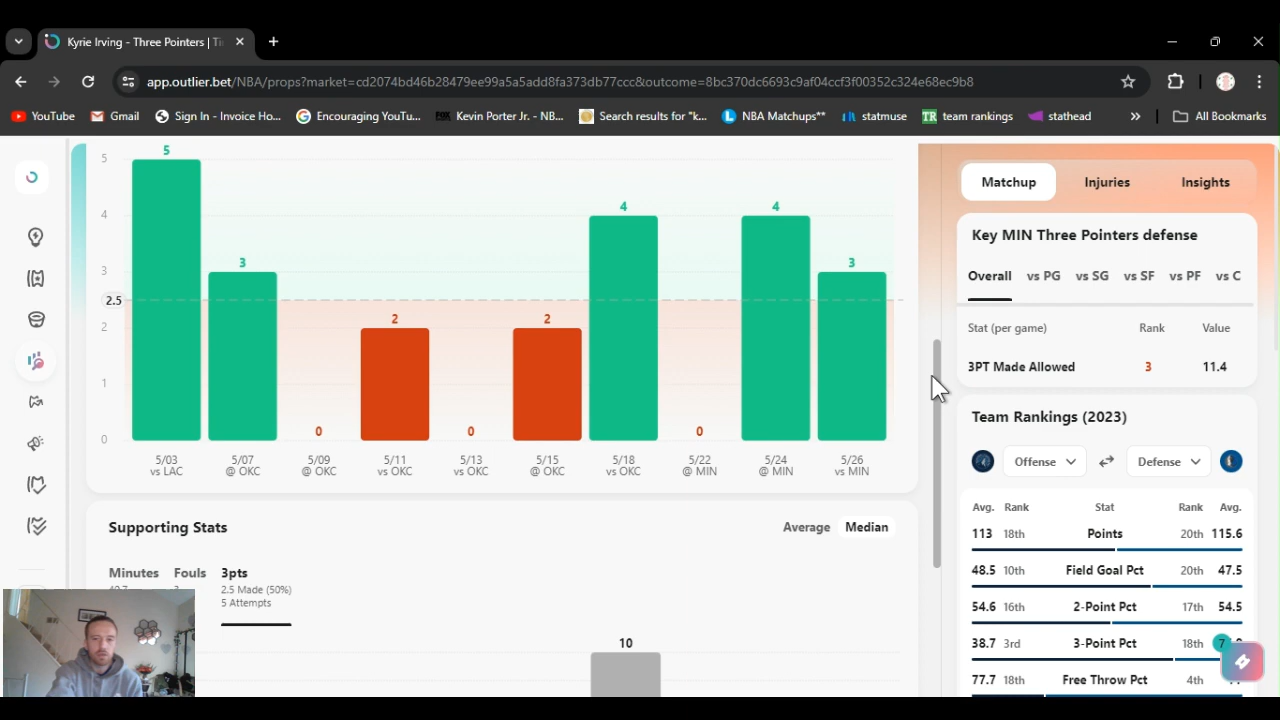 Kyrie Irving - Three Pointers | Ti
app.outlier.bet/NBA/props?market=cd2074bd46b28479ee99a5a5add8fa373db77ccc&outcome=8bc370dc6693c9af04ccf3f00352c324e68ec9b8
YouTube Gmail Sign In - Invoice Ho... Encouraging YouTu... Kevin Porter Jr. - NB... Search results for "k... NBA Matchups** statmuse team rankings stathead » All Bookmarks
5 4 3 2.5 2 1 0
5 3 0 2 0 2 4 0 4 3
5/03 5/07 5/09 5/11 5/13 5/15 5/18 5/22 5/24 5/26
vs LAC @ OKC @ OKC vs OKC vs OKC @ OKC vs OKC @ MIN @ MIN vs MIN
Supporting Stats Average Median
Minutes Fouls 3pts
2.5 Made (50%)
5 Attempts
10
Matchup Injuries Insights
Key MIN Three Pointers defense
Overall vs PG vs SG vs SF vs PF vs C
Stat (per game) Rank Value
3PT Made Allowed 3 11.4
Team Rankings (2023)
Offense Defense
Avg. Rank Stat Rank Avg.
113 18th Points 20th 115.6
48.5 10th Field Goal Pct 20th 47.5
54.6 16th 2-Point Pct 17th 54.5
38.7 3rd 3-Point Pct 18th 7
77.7 18th Free Throw Pct 4th